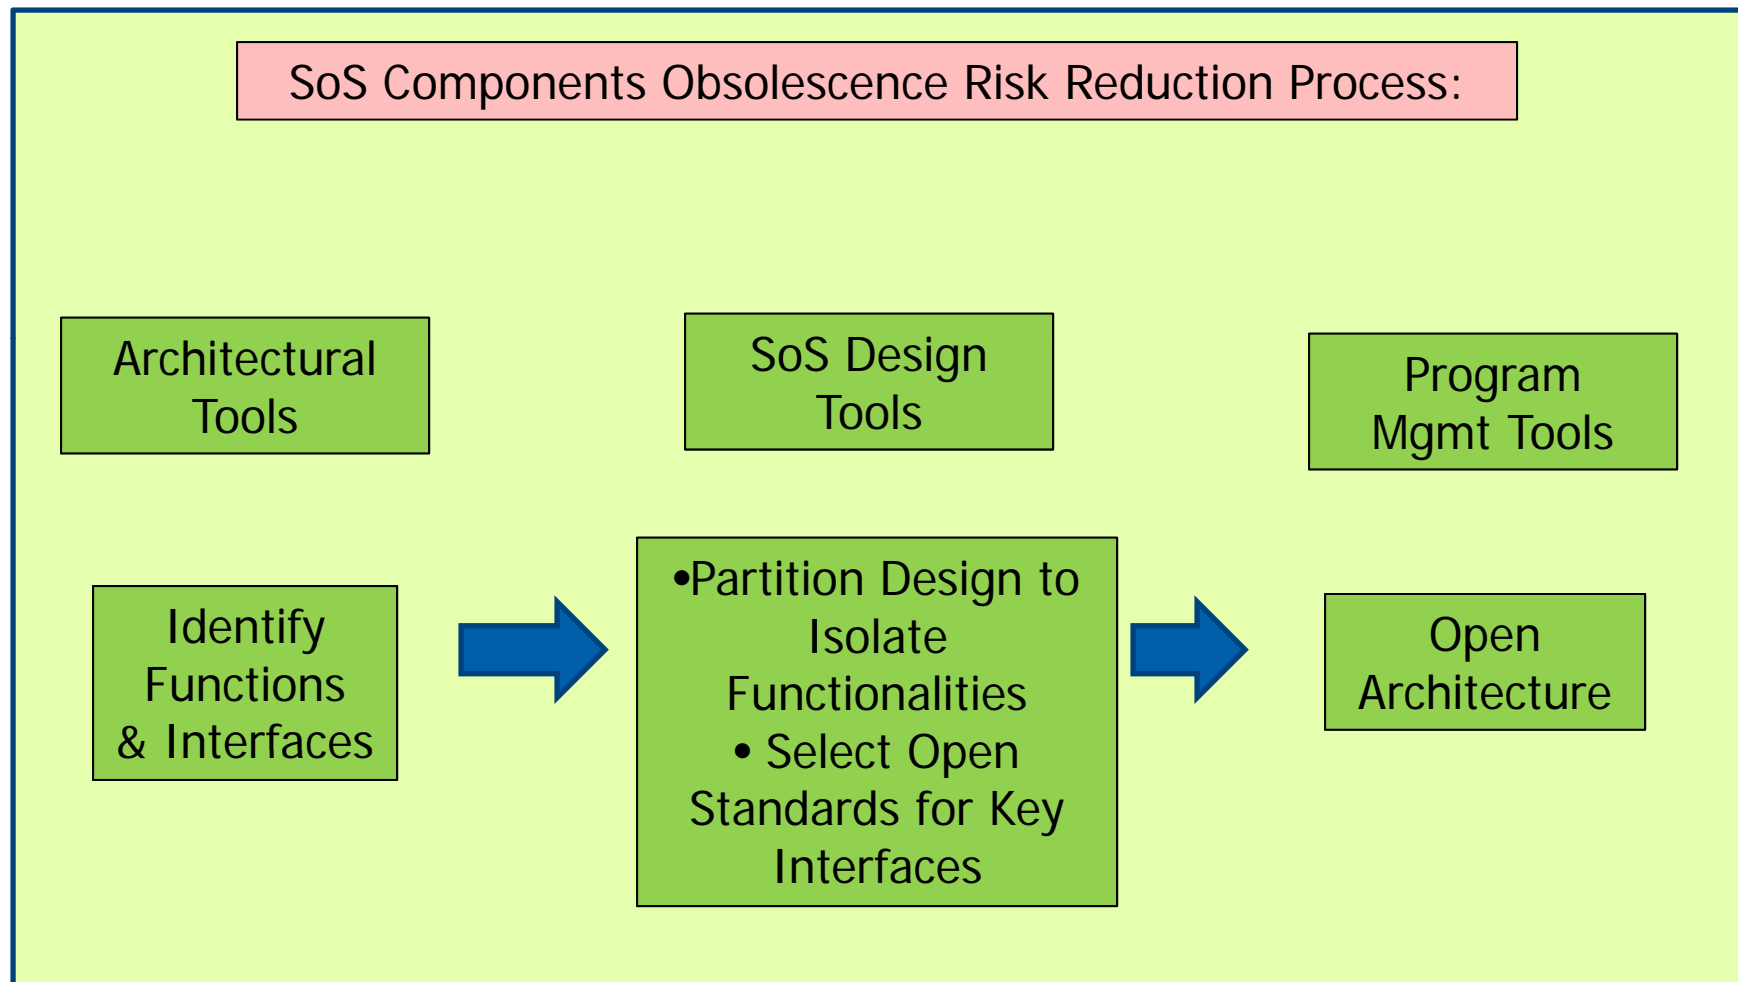 SoS Components Obsolescence Risk Reduction Process:
Architectural
Tools
SoS Design
Tools
Program
Mgmt Tools
Identify
Functions
& Interfaces
•Partition Design to
Isolate
Functionalities
• Select Open
Standards for Key
Interfaces
Open
Architecture